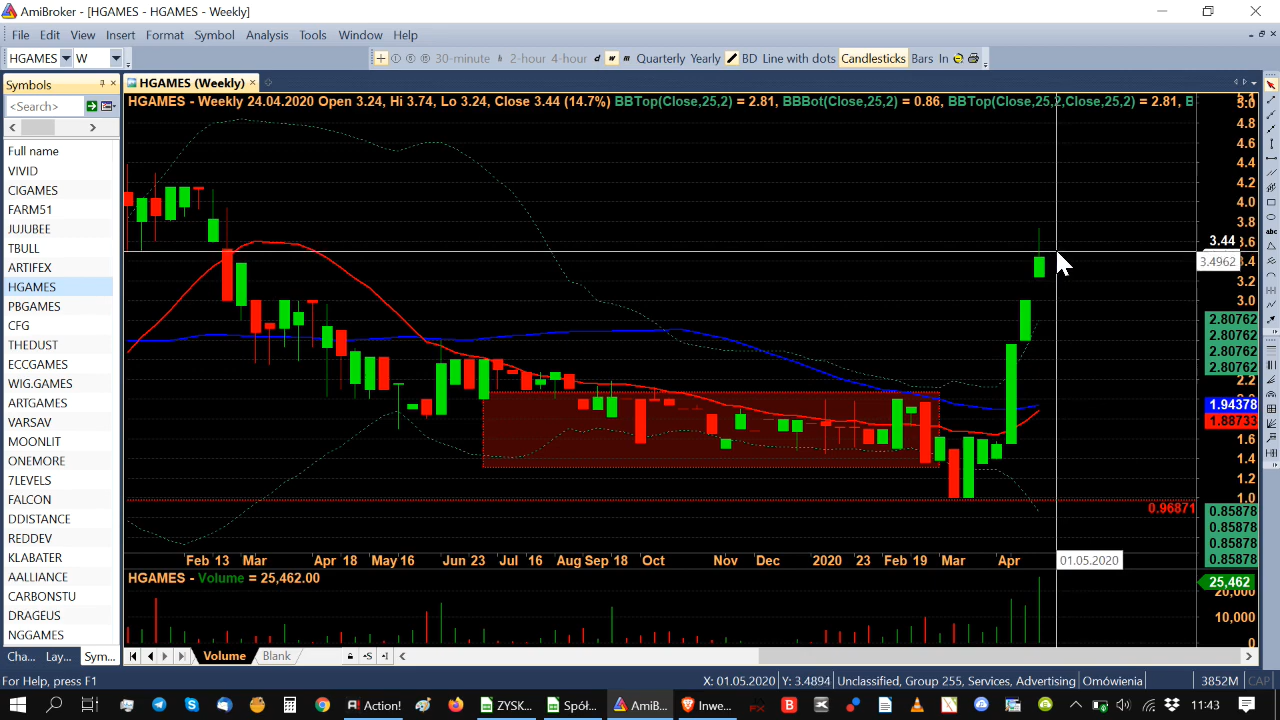 AmiBroker - [HGAMES - HGAMES - Weekly]
File Edit View Insert Format Symbol Analysis Tools Window Help
HGAMES W 30-minute h 2-hour 4-hour d w m Quarterly Yearly BD Line with dots Candlesticks Bars In
Symbols
HGAMES (Weekly)
<Search>
HGAMES - Weekly 24.04.2020 Open 3.24, Hi 3.74, Lo 3.24, Close 3.44 (14.7%) BBTop(Close,25,2) = 2.81, BBBot(Close,25,2) = 0.86, BBTop(Close,25,2,Close,25,2) = 2.81, B
Full name
VIVID
CIGAMES
FARM51
JUJUBEE
TBULL
ARTIFEX
HGAMES
PBGAMES
CFG
THEDUST
ECCGAMES
WIG.GAMES
ARTGAMES
VARSAV
MOONLIT
ONEMORE
7LEVELS
FALCON
DDISTANCE
REDDEV
KLABATER
AALLIANCE
CARBONSTU
DRAGEUS
NGGAMES
5.0
4.8
4.6
4.4
4.2
4.0
3.8
3.44 3.6
3.4962 3.4
3.2
3.0
2.80762
2.80762
2.80762
2.80762
2.2
1.94378
1.88733
1.6
1.4
1.2
1.0
0.96871
0.85878
0.85878
0.85878
0.85878
Feb 13 Mar Apr 18 May 16 Jun 23 Jul 16 Aug Sep 18 Oct Nov Dec 2020 23 Feb 19 Mar Apr 01.05.2020
HGAMES - Volume = 25,462.00
25,462
20,000
10,000
0
Cha... Lay... Sym... Volume Blank
For Help, press F1 X: 01.05.2020 Y: 3.4894 Unclassified, Group 255, Services, Advertising Omówienia 3852M CAP
Action! ZYSK... Spół... AmiB... Inwe... 11:43